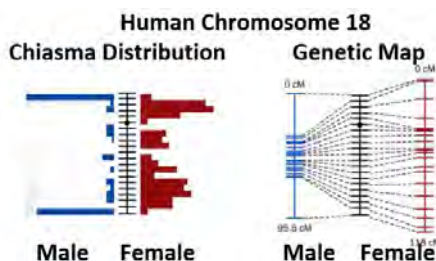 Human Chromosome 18
Chiasma Distribution
Genetic Map
0 cM
0 cM
95.5 cM
Male Female
Male Female